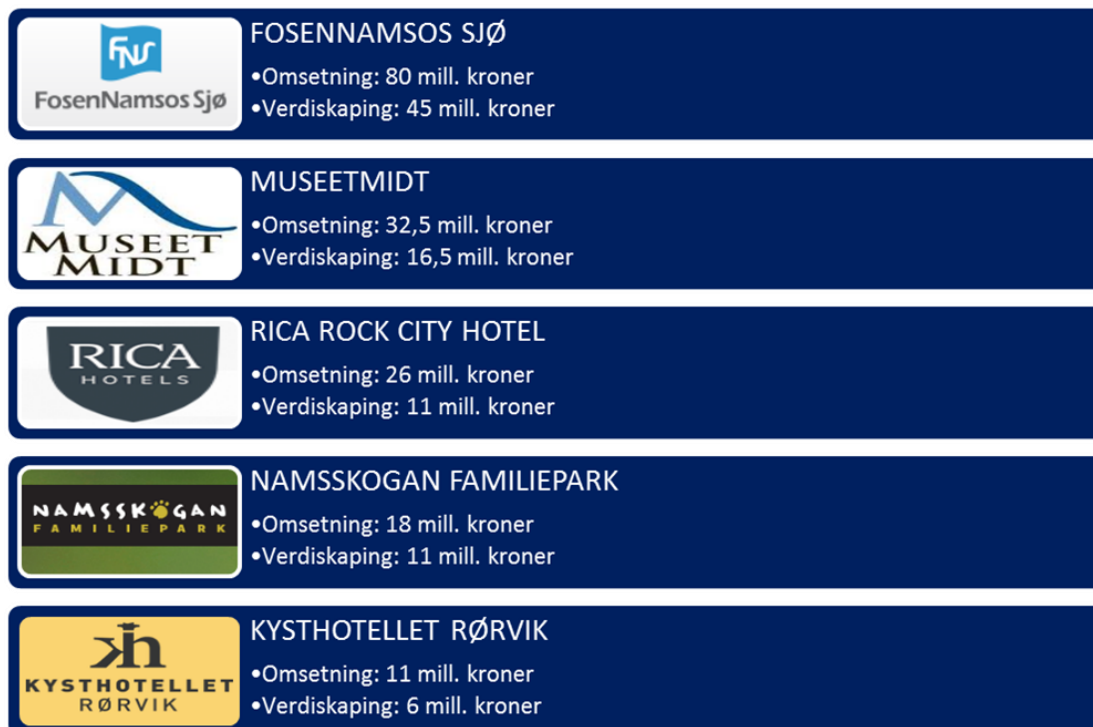 FNS
FosenNamsos Sjø
FOSENNAMSOS SJØ
•Omsetning: 80 mill. kroner
•Verdiskaping: 45 mill. kroner
MUSEET
MIDT
MUSEETMIDT
•Omsetning: 32,5 mill. kroner
•Verdiskaping: 16,5 mill. kroner
RICA
HOTELS
RICA ROCK CITY HOTEL
•Omsetning: 26 mill. kroner
•Verdiskaping: 11 mill. kroner
NAMSSKOGAN
FAMILIEPARK
NAMSSKOGAN FAMILIEPARK
•Omsetning: 18 mill. kroner
•Verdiskaping: 11 mill. kroner
kh
KYSTHOTELLET
RØRVIK
KYSTHOTELLET RØRVIK
•Omsetning: 11 mill. kroner
•Verdiskaping: 6 mill. kroner